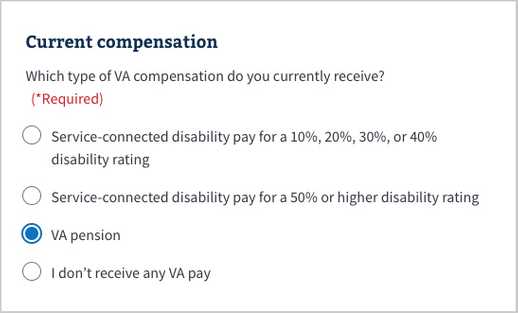 Current compensation
Which type of VA compensation do you currently receive?
(*Required)
Service-connected disability pay for a 10%, 20%, 30%, or 40%
disability rating
Service-connected disability pay for a 50% or higher disability rating
VA pension
I don’t receive any VA pay